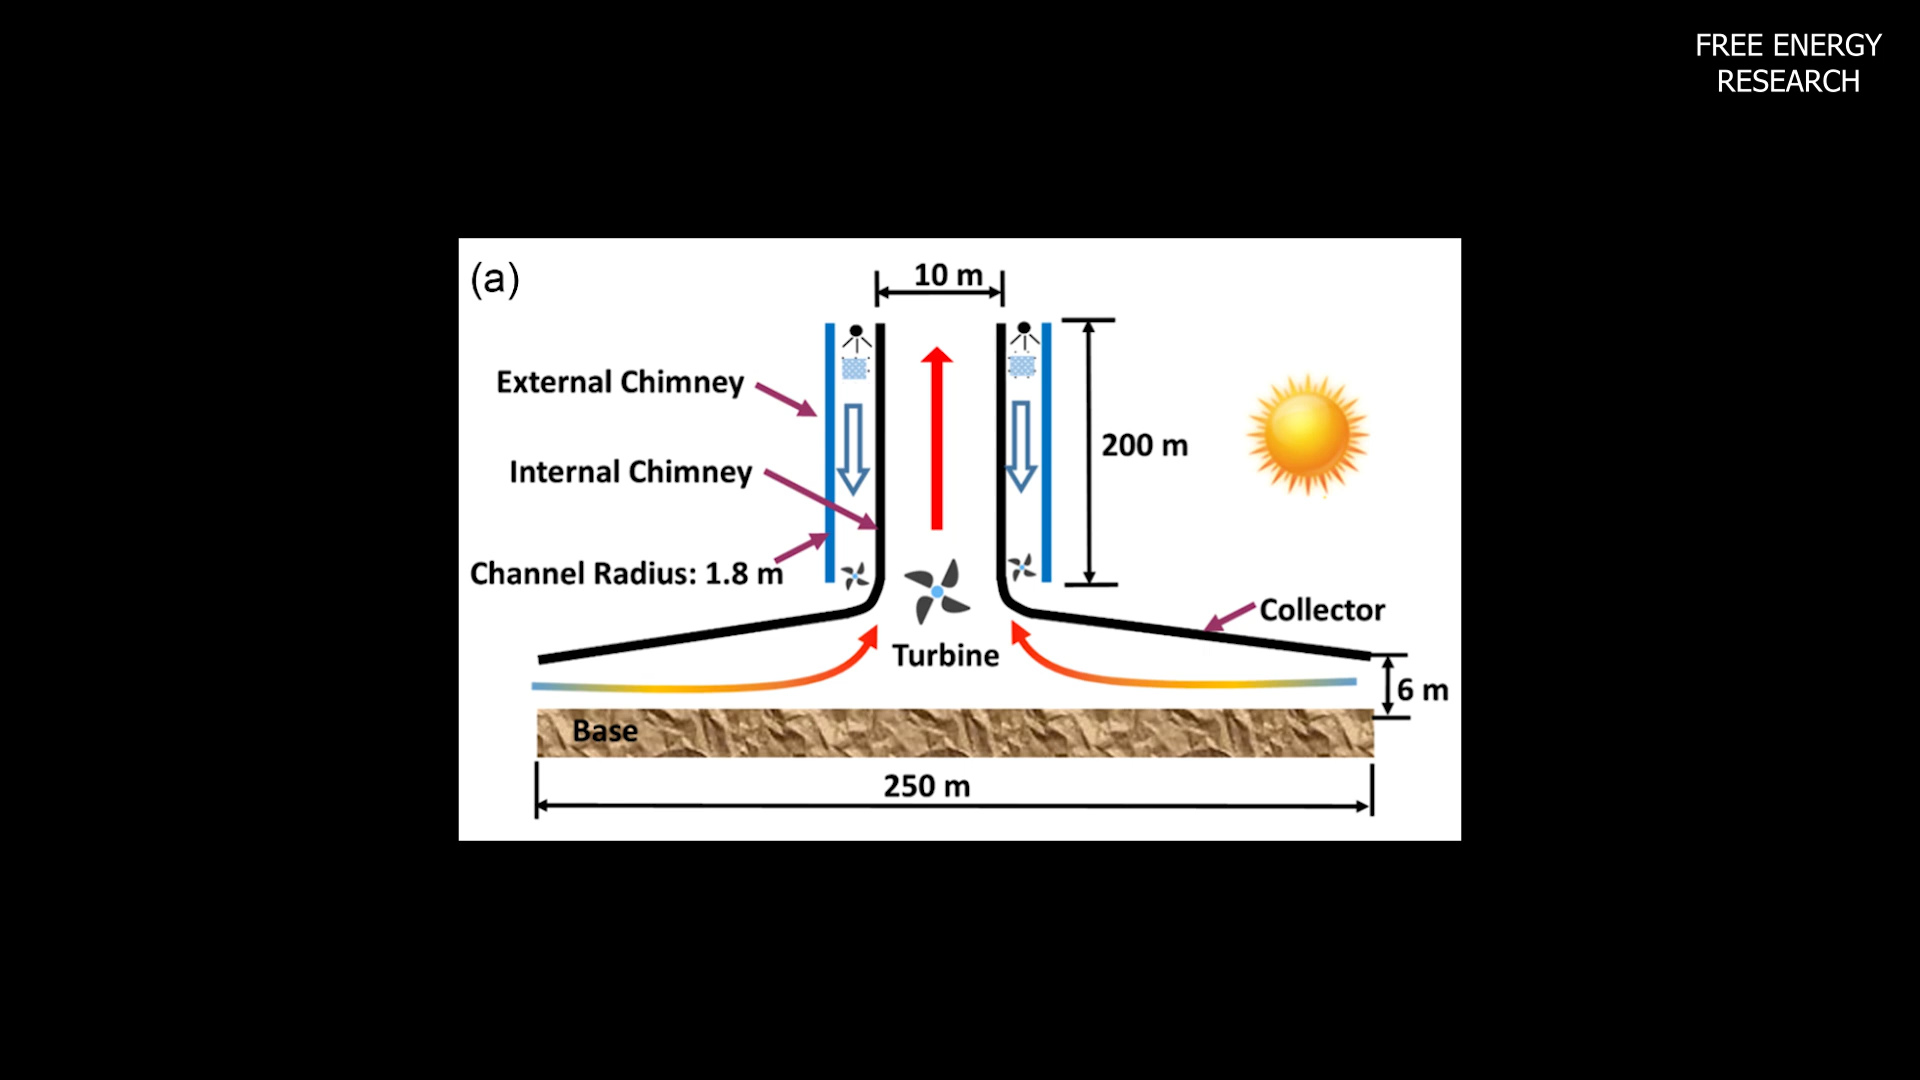 FREE ENERGY
RESEARCH
(a)
10 m
External Chimney
200 m
Internal Chimney
Channel Radius: 1.8 m
Collector
Turbine
6 m
Base
250 m